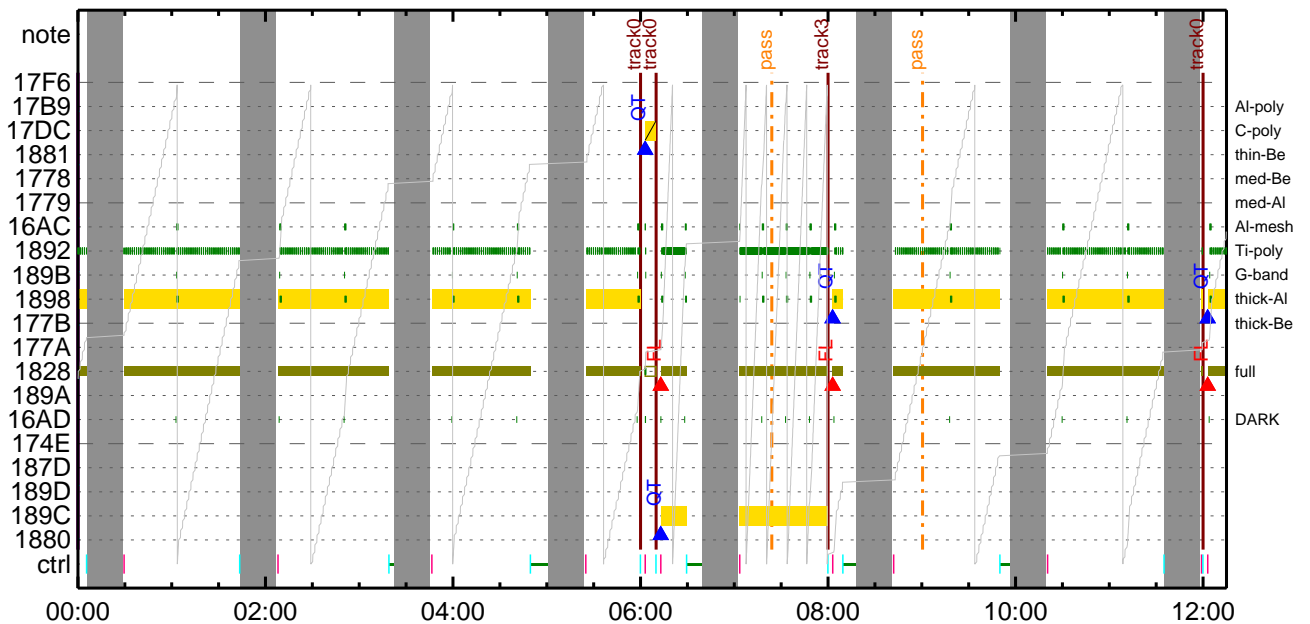 note
track0
track0
pass
track3
pass
track0
17F6
17B9
QT
Al-poly
17DC
C-poly
1881
thin-Be
1778
med-Be
1779
med-Al
16AC
Al-mesh
1892
Ti-poly
189B
QT
QT
G-band
1898
thick-Al
177B
thick-Be
177A
FL
FL
FL
1828
full
189A
16AD
DARK
174E
187D
189D
QT
189C
1880
ctrl
00:00
02:00
04:00
06:00
08:00
10:00
12:00